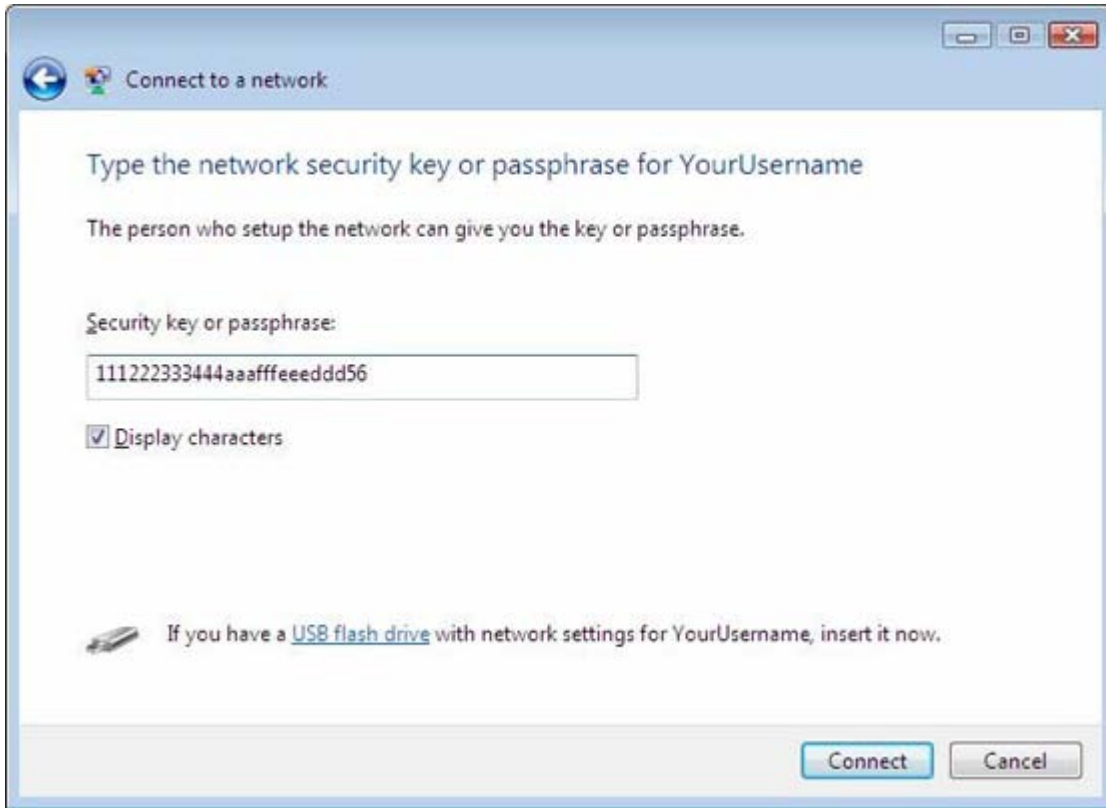 Connect to a network
Type the network security key or passphrase for YourUsername
The person who setup the network can give you the key or passphrase.
Security key or passphrase:
111222333444aaafffeeeddd56
Display characters
If you have a USB flash drive with network settings for YourUsername, insert it now.
Connect Cancel